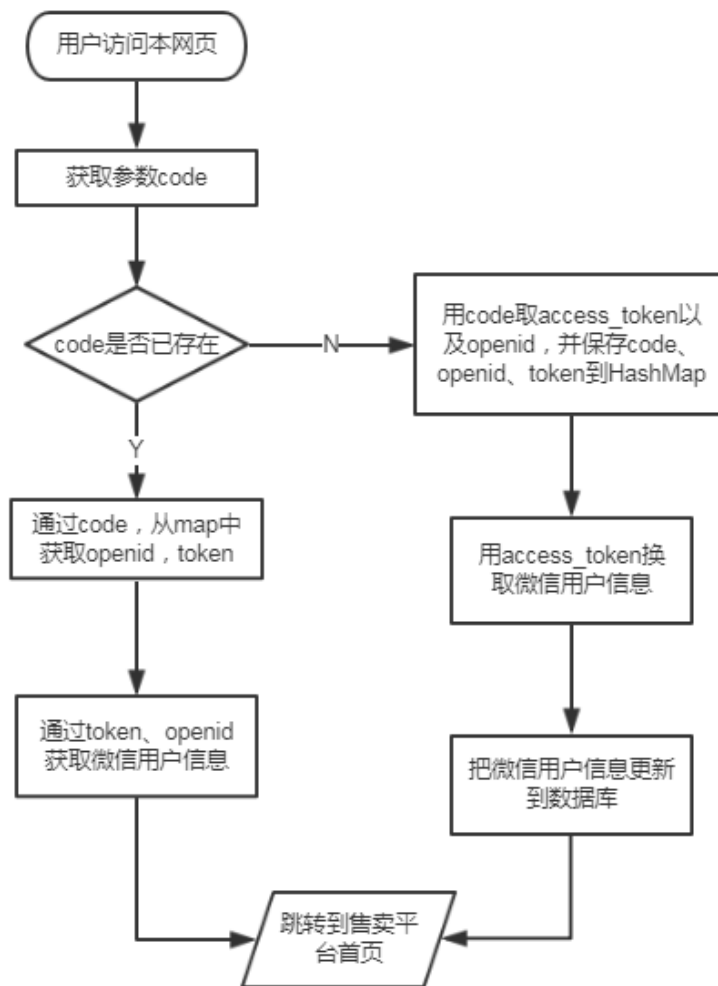 用户访问本网页
获取参数code
code是否已存在
N
用code取access_token以
及openid，并保存code、
openid、token到HashMap
Y
通过code，从map中
获取openid，token
用access_token换
取微信用户信息
通过token、openid
获取微信用户信息
把微信用户信息更新
到数据库
跳转到售卖平
台首页